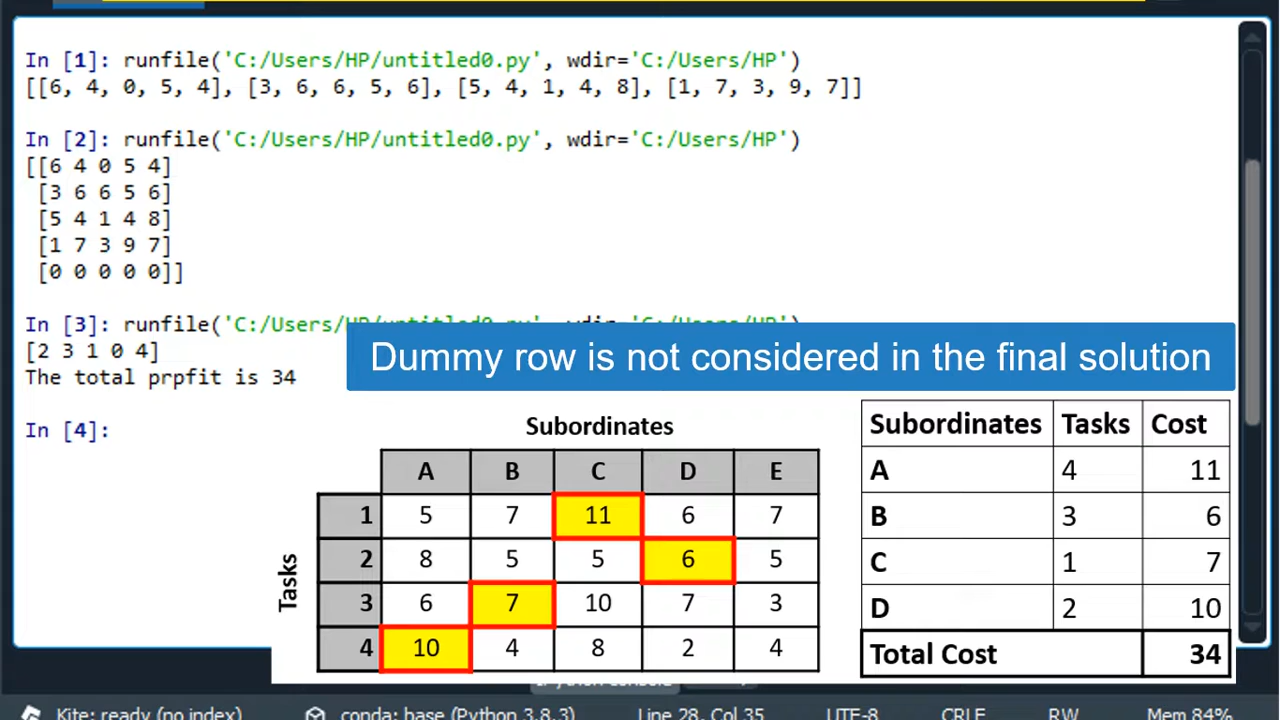 In [1]: runfile('C:/Users/HP/untitled0.py', wdir='C:/Users/HP')
[[6, 4, 0, 5, 4], [3, 6, 6, 5, 6], [5, 4, 1, 4, 8], [1, 7, 3, 9, 7]]
In [2]: runfile('C:/Users/HP/untitled0.py', wdir='C:/Users/HP')
[[6 4 0 5 4]
[3 6 6 5 6]
[5 4 1 4 8]
[1 7 3 9 7]
[0 0 0 0 0]]
In [3]: runfile('C:/Users/HP/untitled0.py', wdir='C:/Users/HP')
[2 3 1 0 4]
The total prpfit is 34
In [4]:
Dummy row is not considered in the final solution
Subordinates
A B C D E
Tasks
1 5 7 11 6 7
2 8 5 5 6 5
3 6 7 10 7 3
4 10 4 8 2 4
Subordinates Tasks Cost
A 4 11
B 3 6
C 1 7
D 2 10
Total Cost 34
Kite: ready (no index) conda: base (Python 3.8.3) Line 28, Col 35 UTF-8 CRLF RW Mem 84%